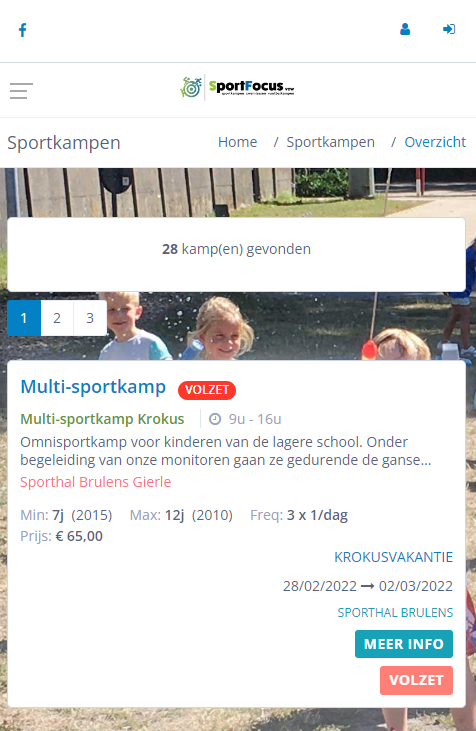 SportFocus vzw
Sportkampen
Home / Sportkampen / Overzicht
28 kamp(en) gevonden
1 2 3
Multi-sportkamp VOLZET
Multi-sportkamp Krokus 9u - 16u
Omnisportkamp voor kinderen van de lagere school. Onder
begeleiding van onze monitoren gaan ze gedurende de ganse...
Sporthal Brulens Gierle
Min: 7j (2015) Max: 12j (2010) Freq: 3 x 1/dag
Prijs: € 65,00
KROKUSVAKANTIE
28/02/2022 → 02/03/2022
SPORTHAL BRULENS
MEER INFO
VOLZET